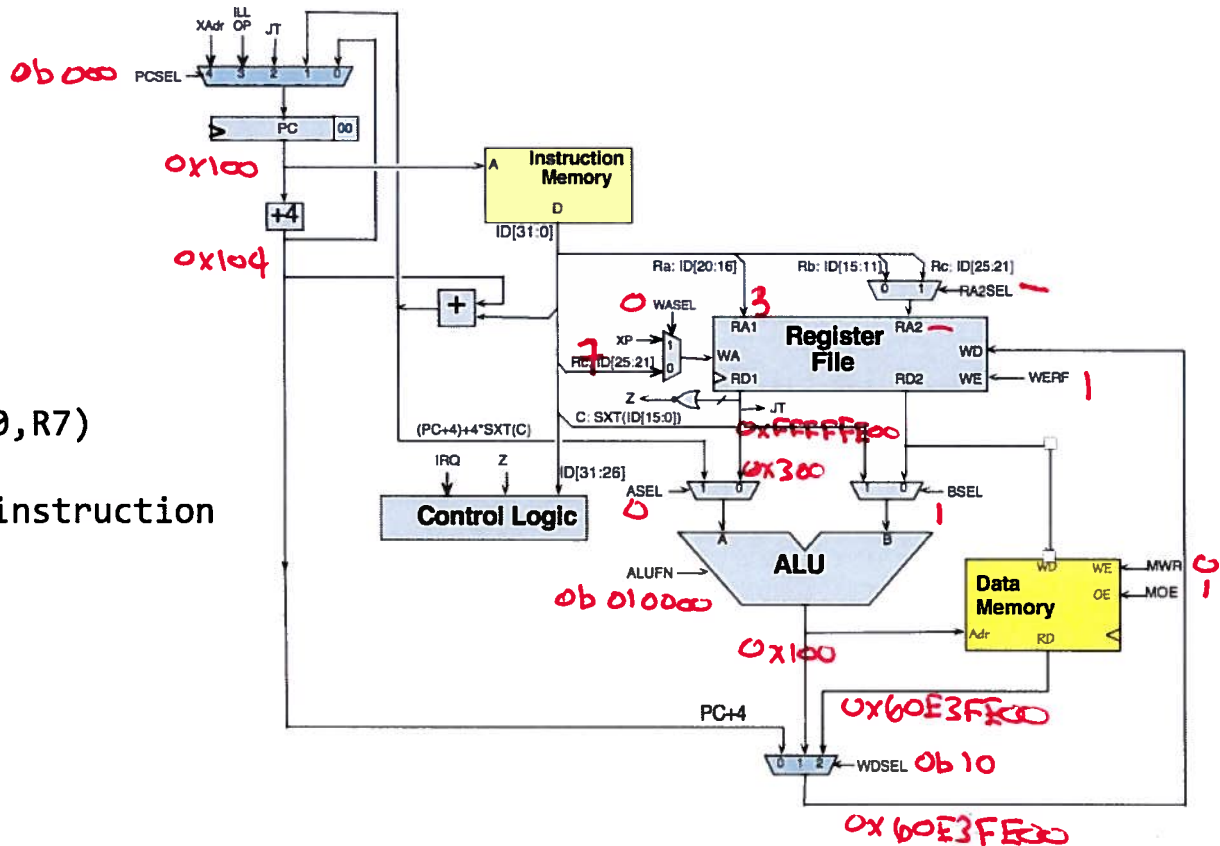 XAdr ILL OP JT
0b000 PCSEL 4 3 2 1 0
PC 00
0x100
A Instruction Memory
D
+4
ID[31:0]
0x104
Ra: ID[20:16] Rb: ID[15:11] Rc: ID[25:21]
0 1 RA2SEL —
+
0 WASEL 3
XP 1 RA1 RA2 —
Register File
7 WA WD
Rc: ID[25:21] 0
RD1 RD2 WE WERF 1
Z JT
C: SXT(ID[15:0])
0,R7)
(PC+4)+4*SXT(C) 0xFFFFFE00
IRQ Z ID[31:26] 0x300
ASEL 1 0 1 0 BSEL
0 1
instruction
Control Logic
A B
ALU
ALUFN
0b010000
WD WE MWR 0
Data Memory
OE MOE 1
Adr RD
0x100
0x60E3FE00
PC+4
0 1 2 WDSEL 0b10
0x60E3FE00